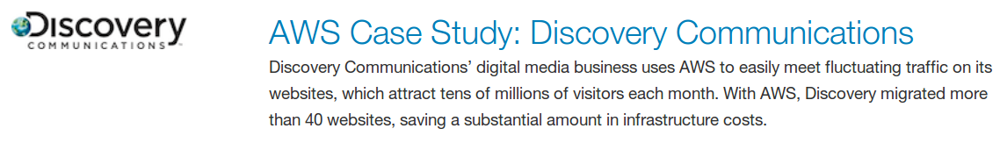 Discovery
COMMUNICATIONS
AWS Case Study: Discovery Communications
Discovery Communications’ digital media business uses AWS to easily meet fluctuating traffic on its
websites, which attract tens of millions of visitors each month. With AWS, Discovery migrated more
than 40 websites, saving a substantial amount in infrastructure costs.